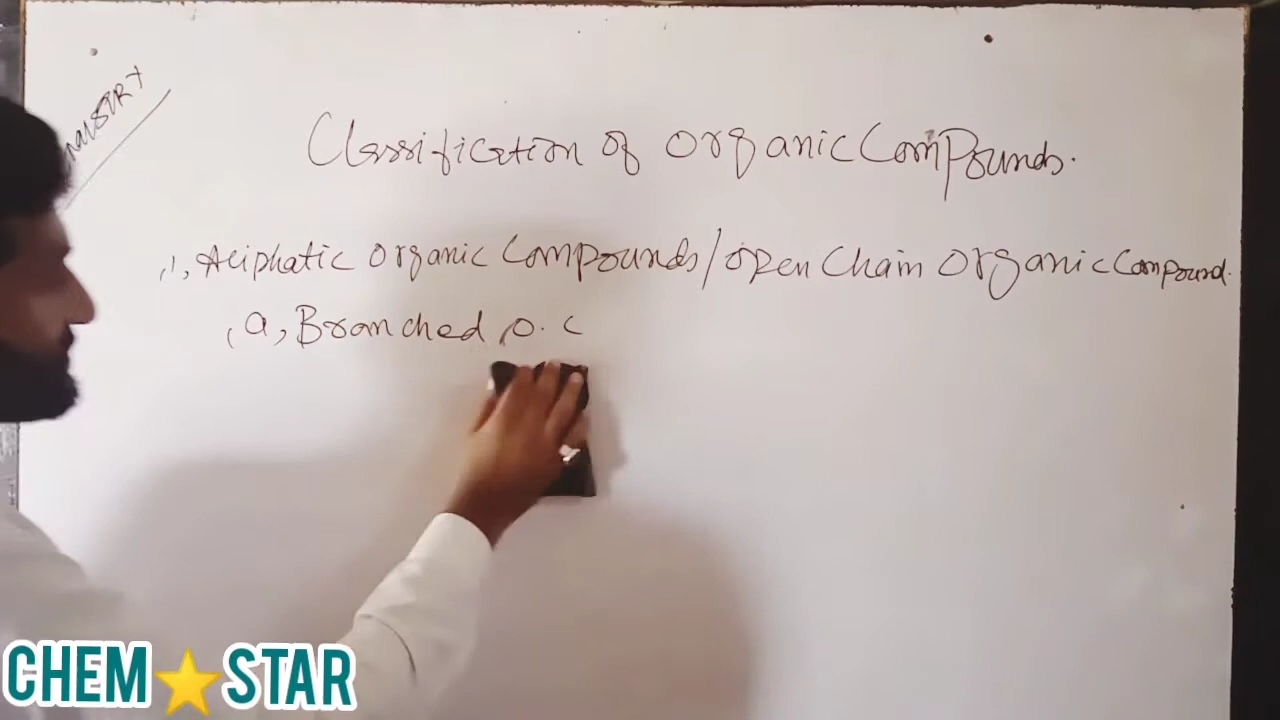 Classification of Organic Compounds.
,1, Aliphatic Organic Compounds/open Chain Organic Compound.
(a, Branched, O. C
CHEM STAR